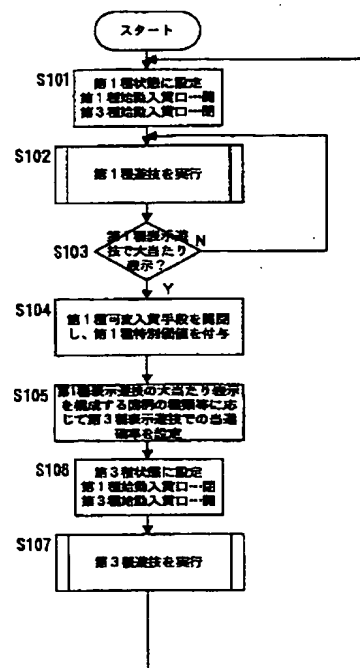 スタート
S101
第1種状態に設定
第1種始動入賞口…開
第3種始動入賞口…閉
S102
第1種遊技を実行
S103
第1種表示遊
技で大当たり
表示?
N
Y
S104
第1種可変入賞手段を開閉
し、第1種特別価値を付与
S105
第1種表示遊技の大当たり表示
を構成する図柄の種類等に応
じて第3種表示遊技での当選
確率を設定
S106
第3種状態に設定
第1種始動入賞口…閉
第3種始動入賞口…開
S107
第3種遊技を実行